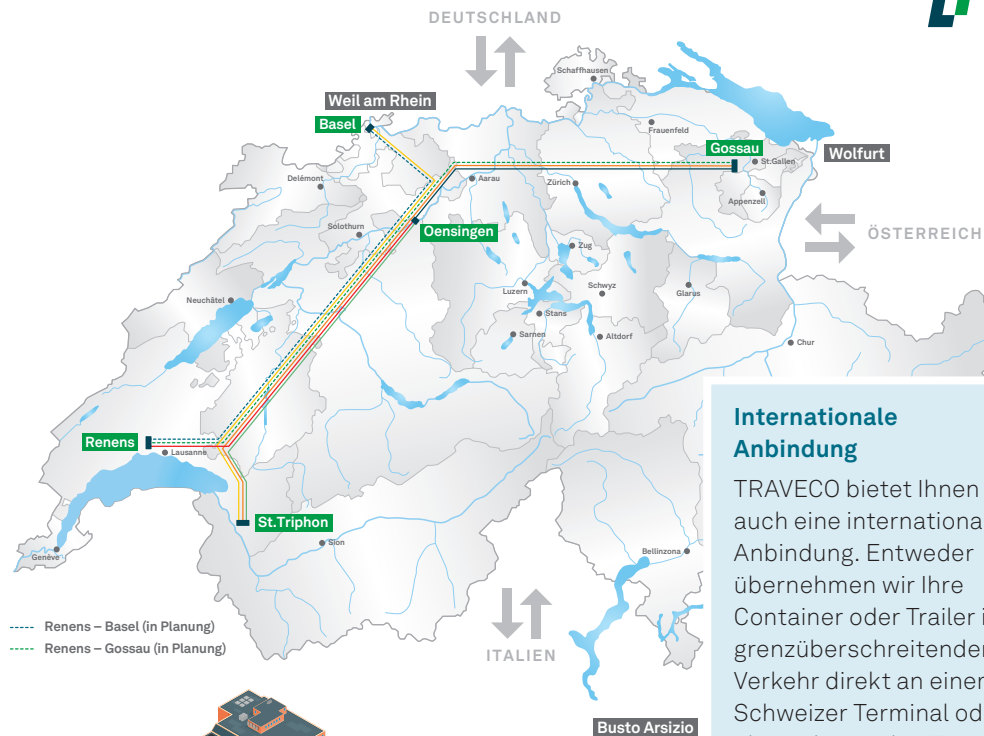 DEUTSCHLAND
Schaffhausen
Weil am Rhein
Basel
Frauenfeld
Gossau
Wolfurt
St.Gallen
Delémont
Aarau
Zürich
Appenzell
Solothurn
Oensingen
ÖSTERREICH
Zug
Neuchâtel
Luzern
Schwyz
Glarus
Stans
Sarnen
Altdorf
Chur
Renens
Lausanne
St.Triphon
Sion
Genève
Bellinzona
Renens – Basel (in Planung)
Renens – Gossau (in Planung)
ITALIEN
Busto Arsizio
Internationale
Anbindung
TRAVECO bietet Ihnen
auch eine internationa
Anbindung. Entweder
übernehmen wir Ihre
Container oder Trailer i
grenzüberschreitender
Verkehr direkt an einer
Schweizer Terminal od